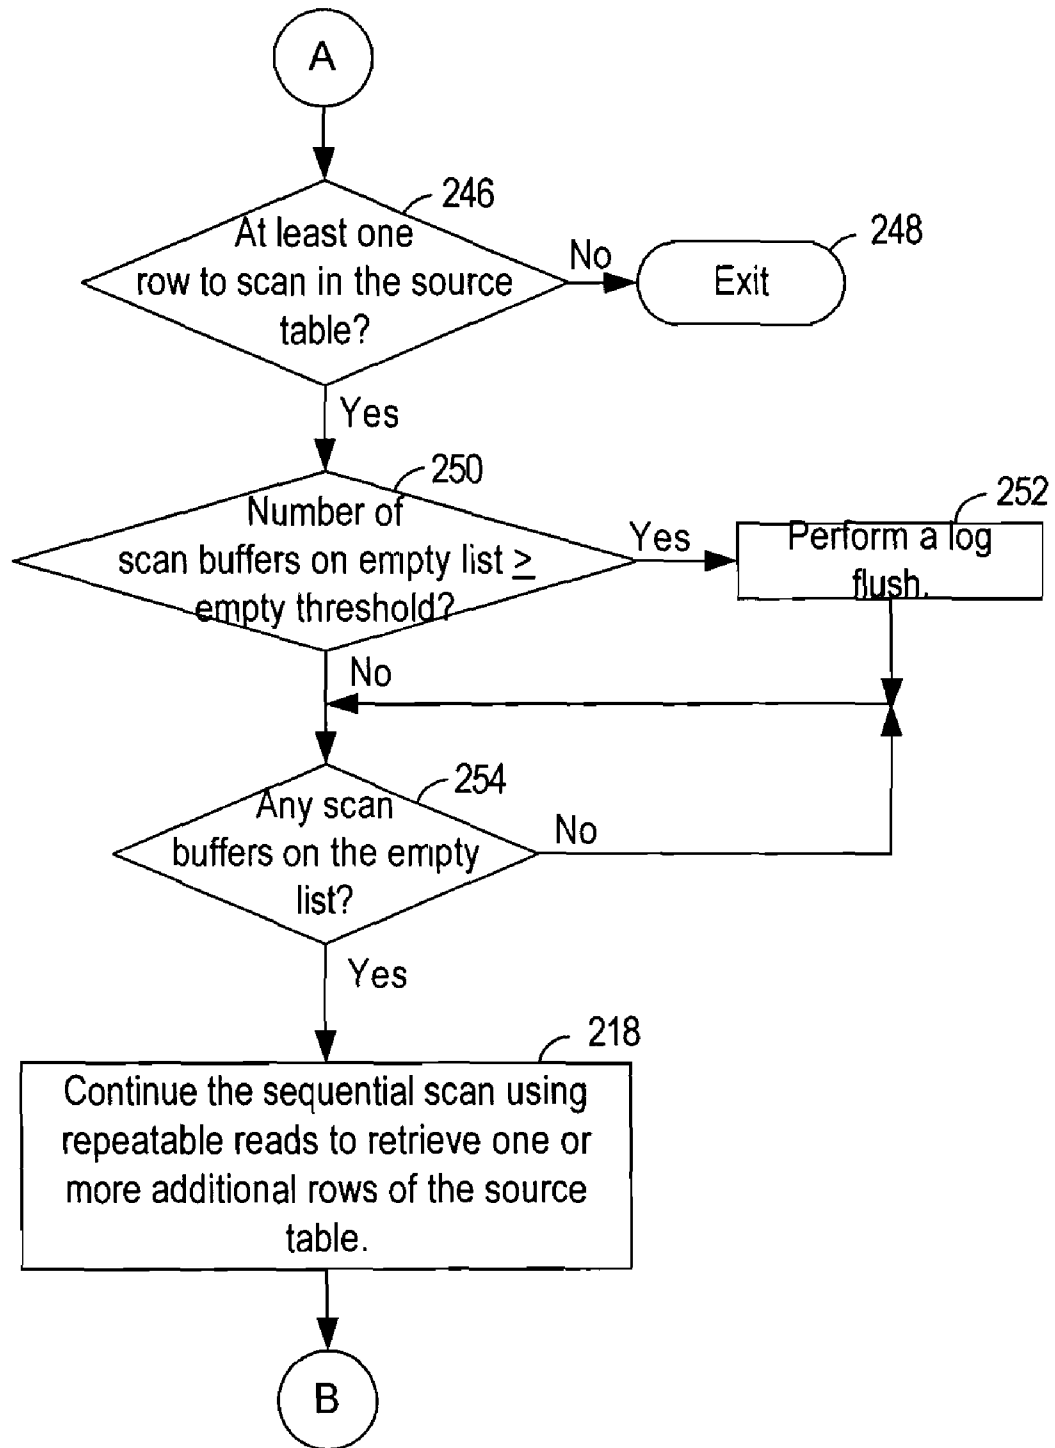 A
246
At least one
row to scan in the source
table?
No
248
Exit
Yes
250
Number of
scan buffers on empty list ≥
empty threshold?
Yes
252
Perform a log
flush.
No
254
Any scan
buffers on the empty
list?
No
Yes
218
Continue the sequential scan using
repeatable reads to retrieve one or
more additional rows of the source
table.
B